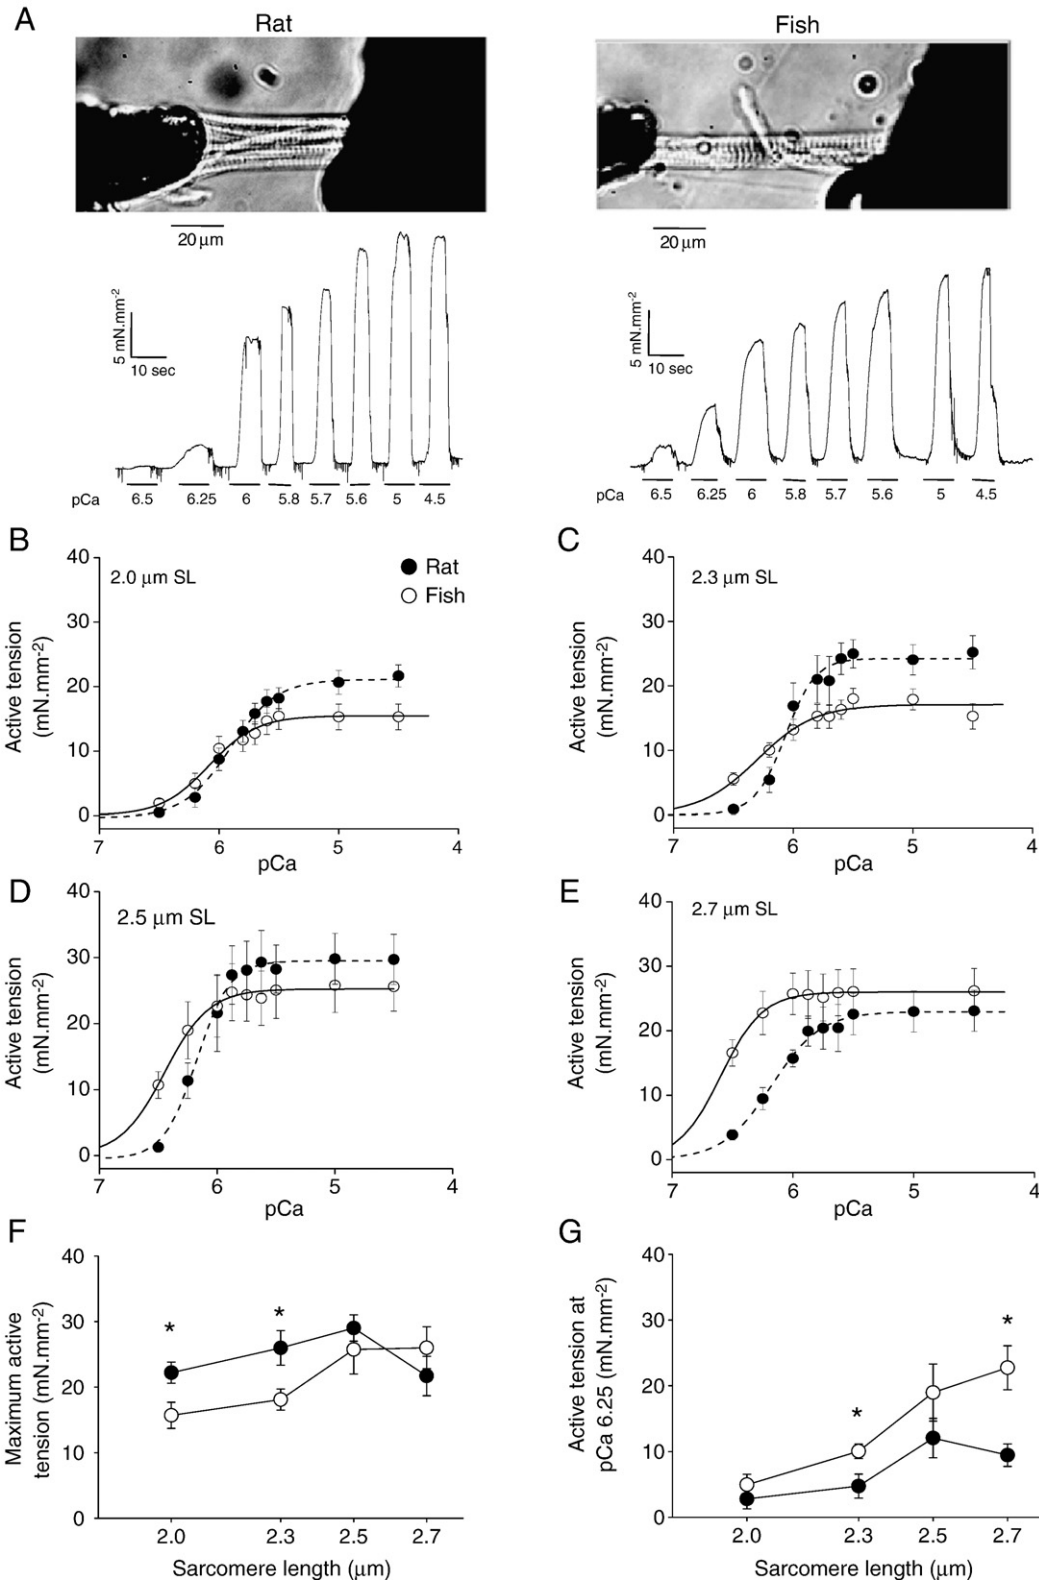 A
Rat
Fish
20 μm
20 μm
5 mN.mm-2
10 sec
5 mN.mm-2
10 sec
pCa 6.5 6.25 6 5.8 5.7 5.6 5 4.5
pCa 6.5 6.25 6 5.8 5.7 5.6 5 4.5
B
40
30
20
10
0
Active tension
(mN.mm-2)
2.0 μm SL
Rat
Fish
7 6 5 4
pCa
C
40
30
20
10
0
Active tension
(mN.mm-2)
2.3 μm SL
7 6 5 4
pCa
D
40
30
20
10
0
Active tension
(mN.mm-2)
2.5 μm SL
7 6 5 4
pCa
E
40
30
20
10
0
Active tension
(mN.mm-2)
2.7 μm SL
7 6 5 4
pCa
F
40
30
20
10
0
Maximum active
tension (mN.mm-2)
* *
2.0 2.3 2.5 2.7
Sarcomere length (μm)
G
40
30
20
10
0
Active tension at
pCa 6.25 (mN.mm-2)
* *
2.0 2.3 2.5 2.7
Sarcomere length (μm)